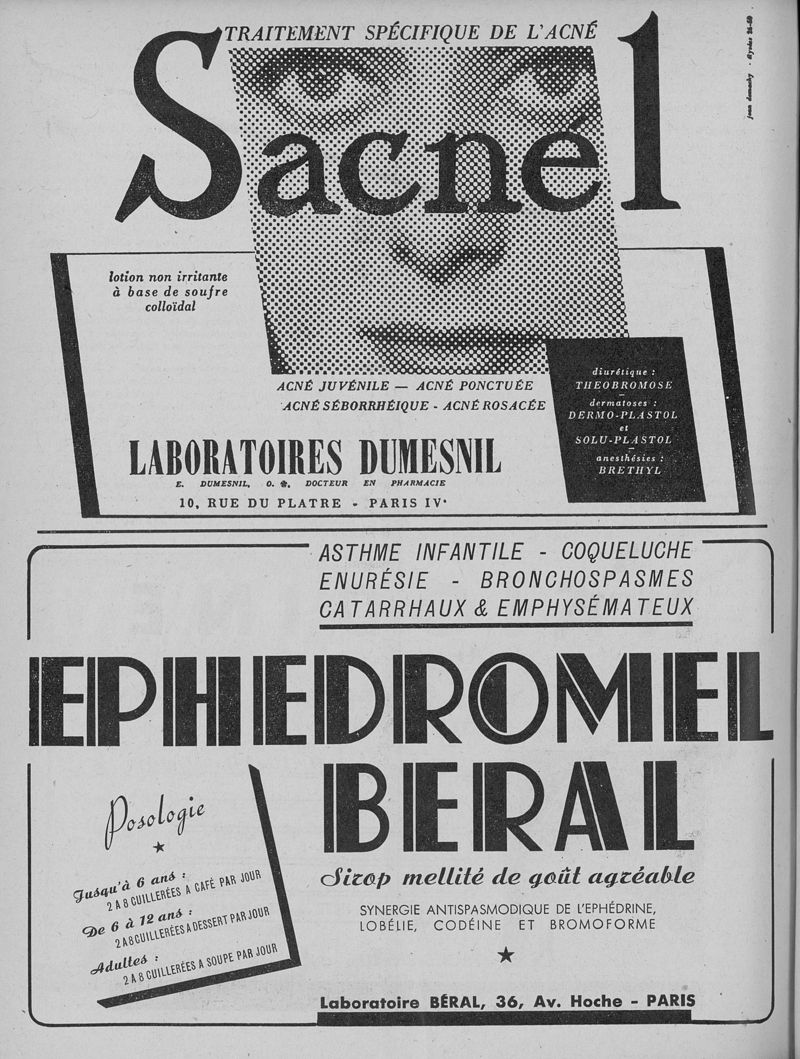 TRAITEMENT SPÉCIFIQUE DE L'ACNÉ
Sacnél
lotion non irritante
à base de soufre
colloïdal
ACNÉ JUVÉNILE — ACNÉ PONCTUÉE
ACNÉ SÉBORRHÉIQUE - ACNÉ ROSACÉE
diurétique :
THEOBROMOSE
dermatoses :
DERMO-PLASTOL
et
SOLU-PLASTOL
anesthésies :
BRETHYL
LABORATOIRES DUMESNIL
E. DUMESNIL, O. ✻, DOCTEUR EN PHARMACIE
10, RUE DU PLATRE - PARIS IVe
ASTHME INFANTILE - COQUELUCHE
ENURÉSIE - BRONCHOSPASMES
CATARRHAUX & EMPHYSÉMATEUX
EPHEDROMEL
BERAL
Sirop mellité de goût agréable
SYNERGIE ANTISPASMODIQUE DE L'EPHÉDRINE,
LOBÉLIE, CODÉINE ET BROMOFORME
Posologie
Jusqu'à 6 ans :
2 A 8 CUILLERÉES A CAFÉ PAR JOUR
De 6 à 12 ans :
2 A 8 CUILLERÉES A DESSERT PAR JOUR
Adultes :
2 A 8 CUILLERÉES A SOUPE PAR JOUR
Laboratoire BÉRAL, 36, Av. Hoche - PARIS